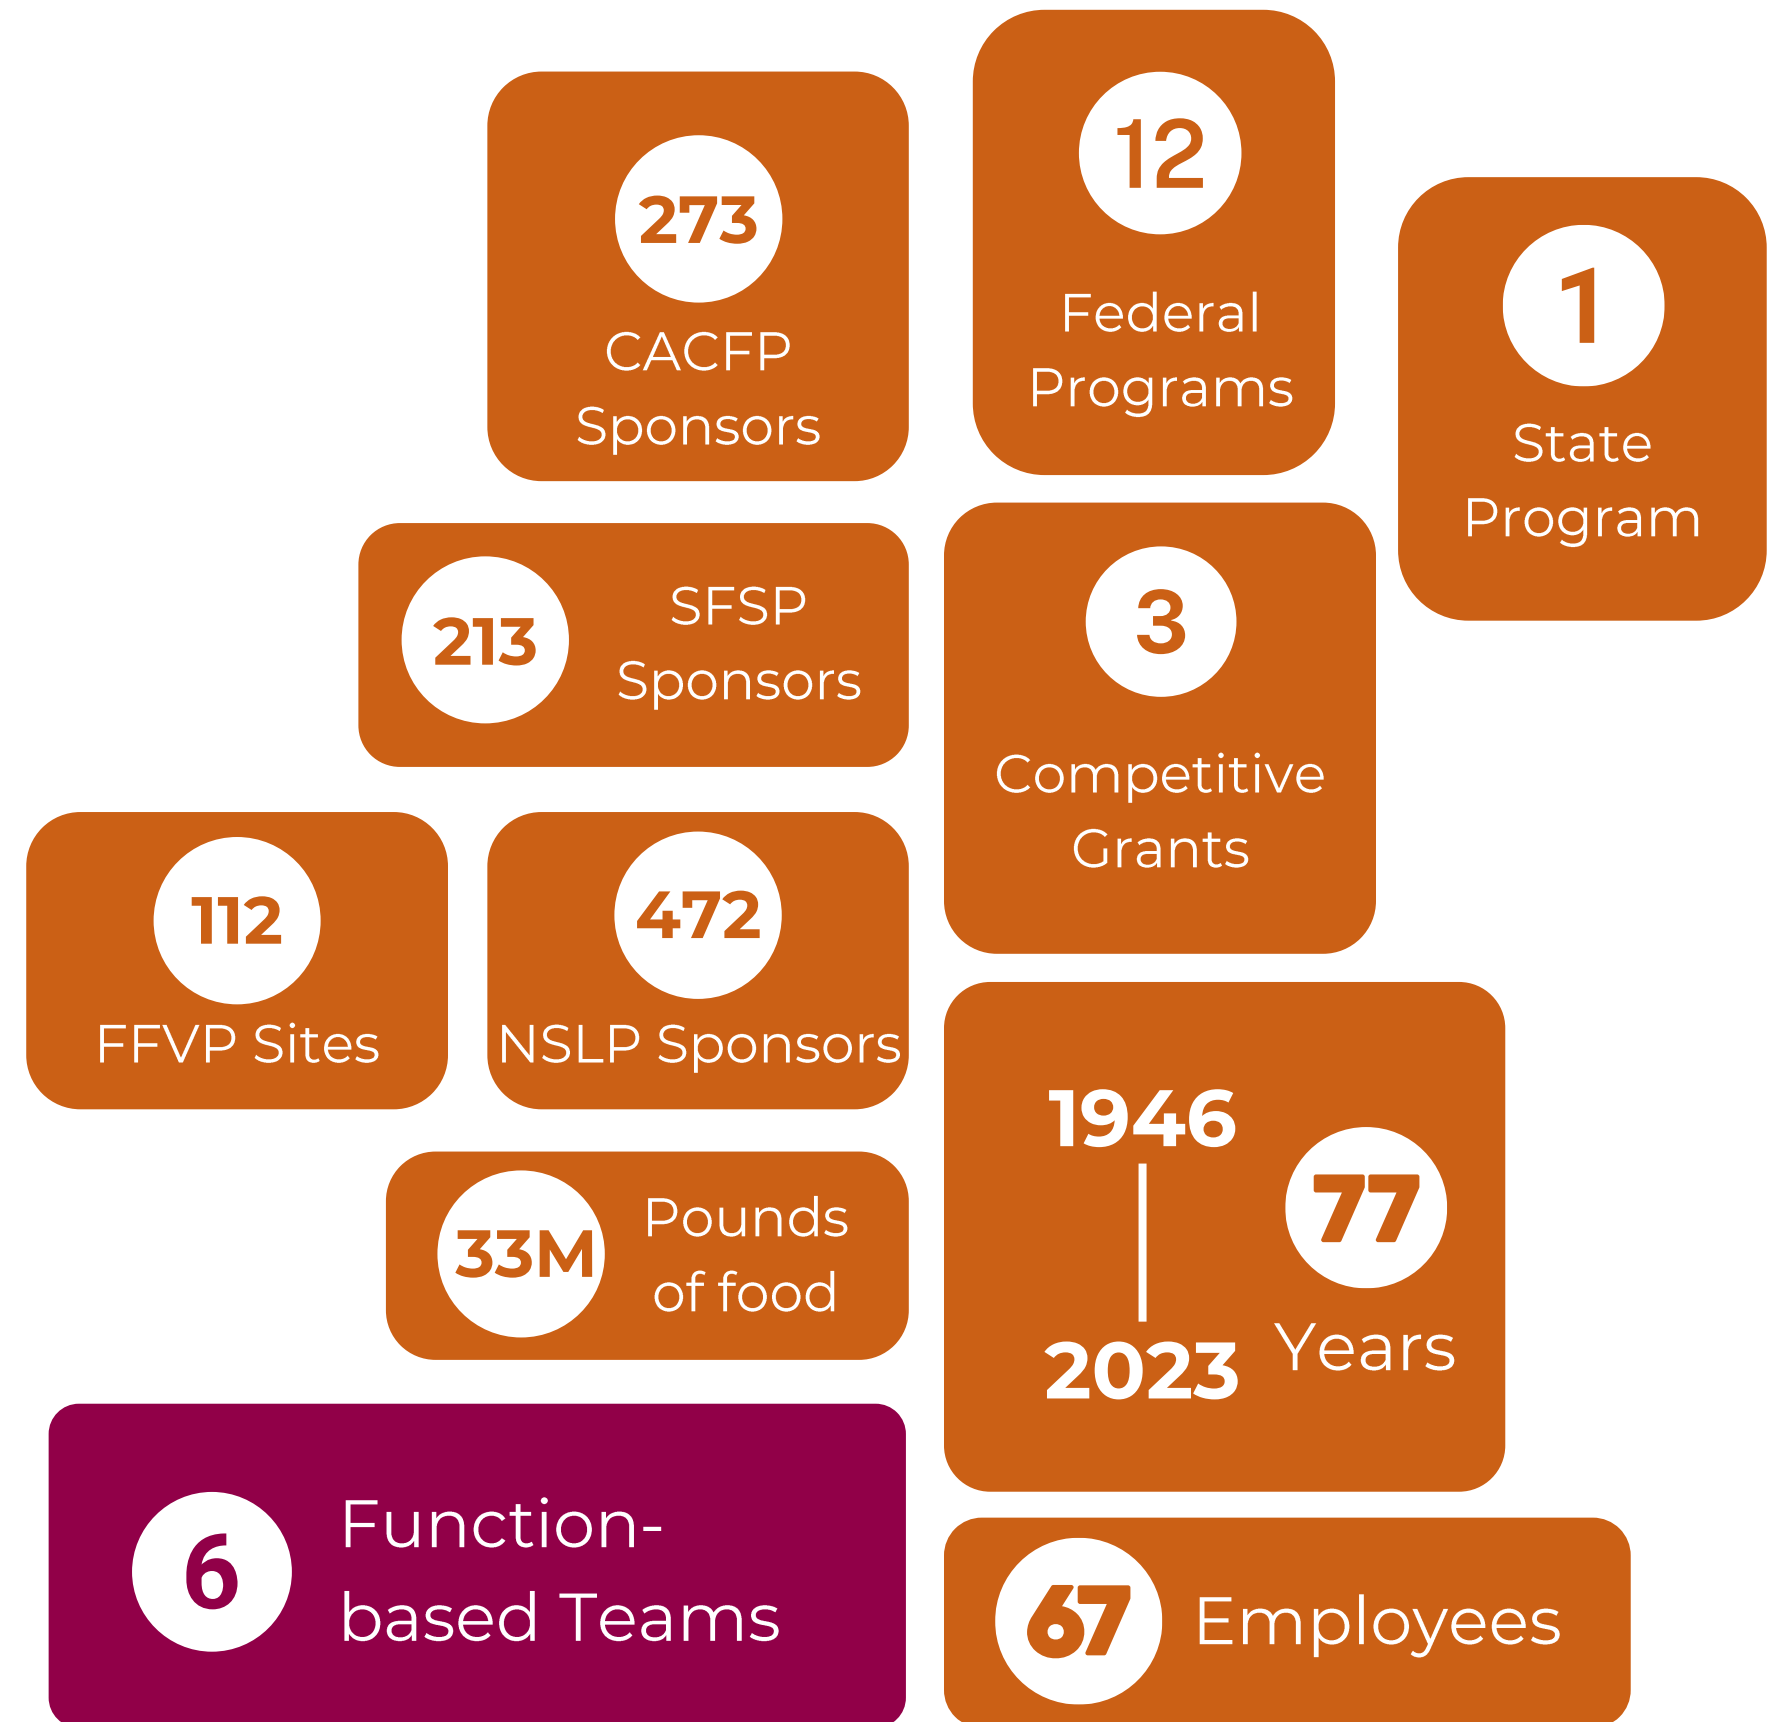 12
Federal
Programs
273
CACFP
Sponsors
1
State
Program
213
SFSP
Sponsors
3
Competitive
Grants
112
FFVP Sites
472
NSLP Sponsors
1946
2023
77
Years
33M
Pounds
of food
6
Function-
based Teams
67
Employees